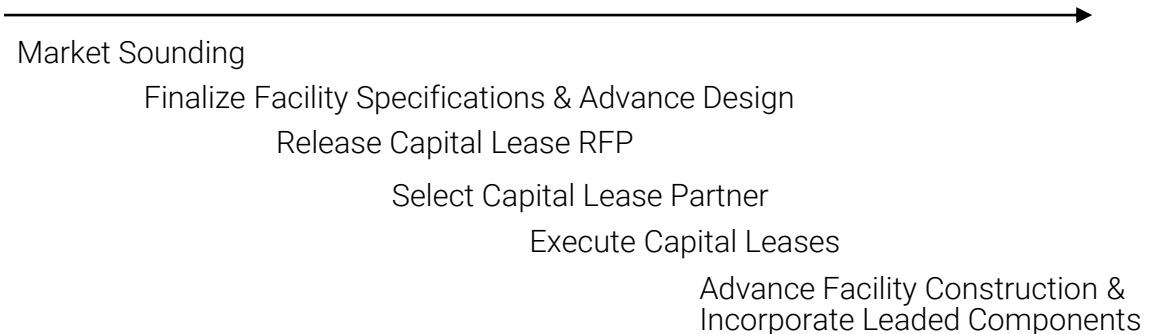 Market Sounding
Finalize Facility Specifications & Advance Design
Release Capital Lease RFP
Select Capital Lease Partner
Execute Capital Leases
Advance Facility Construction &
Incorporate Leaded Components